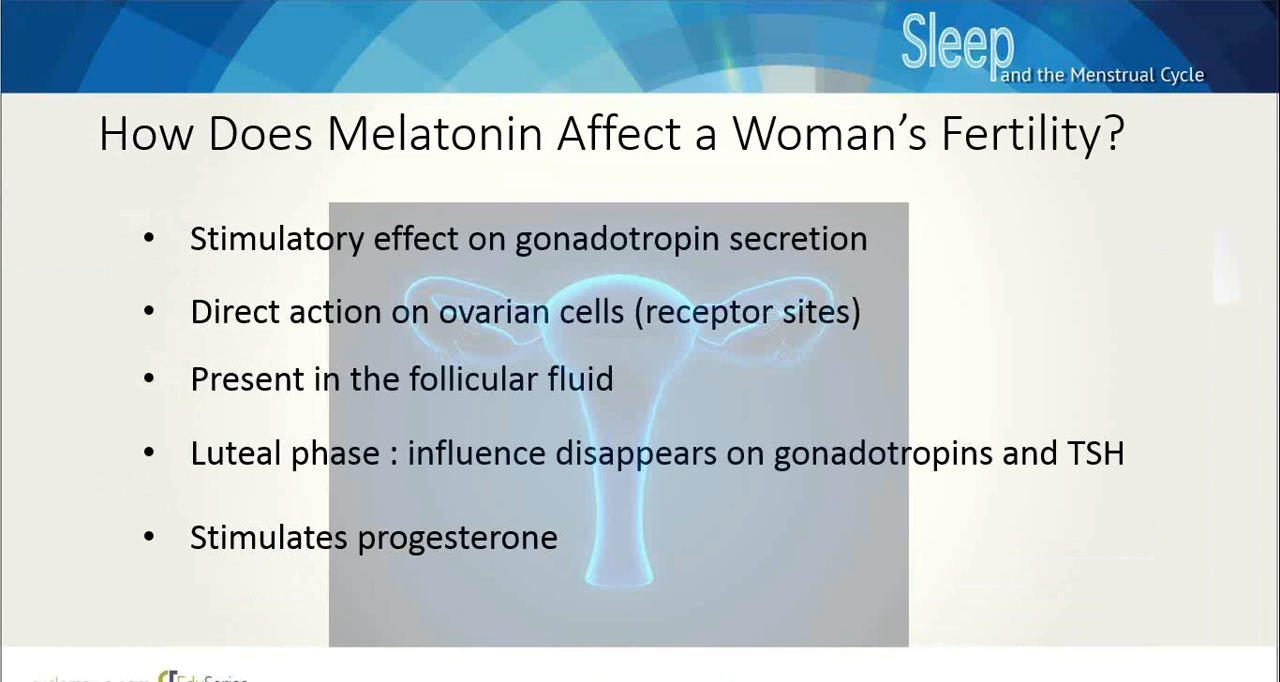 Sleep
and the Menstrual Cycle
How Does Melatonin Affect a Woman’s Fertility?
• Stimulatory effect on gonadotropin secretion
• Direct action on ovarian cells (receptor sites)
• Present in the follicular fluid
• Luteal phase : influence disappears on gonadotropins and TSH
• Stimulates progesterone